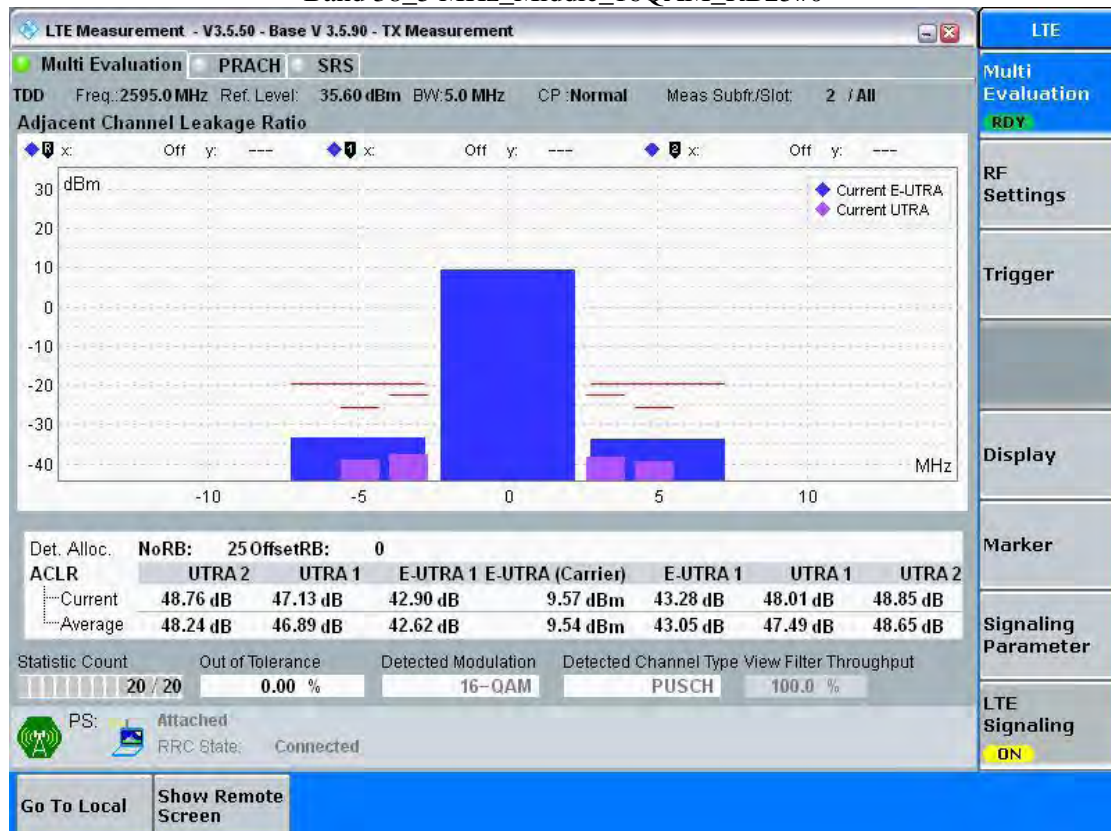 LTE Measurement - V3.5.50 - Base V 3.5.90 - TX Measurement
LTE
Multi Evaluation PRACH SRS
TDD Freq.:2595.0 MHz Ref. Level: 35.60 dBm BW:5.0 MHz CP :Normal Meas Subfr./Slot: 2 / All
Adjacent Channel Leakage Ratio
R x: Off y: --- 1 x: Off y: --- 2 x: Off y: ---
dBm
Current E-UTRA
Current UTRA
30
20
10
0
-10
-20
-30
-40
MHz
-10 -5 0 5 10
Det. Alloc. NoRB: 25 OffsetRB: 0
ACLR UTRA 2 UTRA 1 E-UTRA 1 E-UTRA (Carrier) E-UTRA 1 UTRA 1 UTRA 2
Current 48.76 dB 47.13 dB 42.90 dB 9.57 dBm 43.28 dB 48.01 dB 48.85 dB
Average 48.24 dB 46.89 dB 42.62 dB 9.54 dBm 43.05 dB 47.49 dB 48.65 dB
Statistic Count Out of Tolerance Detected Modulation Detected Channel Type View Filter Throughput
20 / 20 0.00 % 16-QAM PUSCH 100.0 %
PS: Attached
RRC State: Connected
Multi
Evaluation
RDY
RF
Settings
Trigger
Display
Marker
Signaling
Parameter
LTE
Signaling
ON
Go To Local
Show Remote
Screen